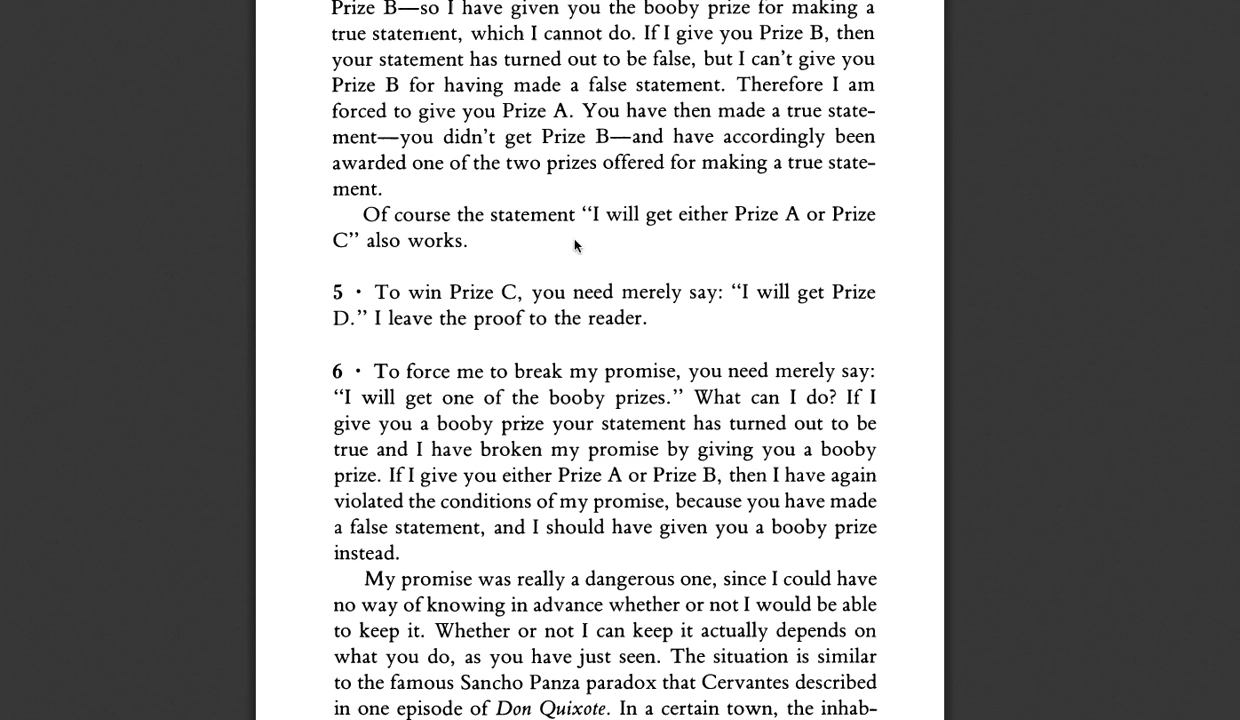 Prize B—so I have given you the booby prize for making a
true statement, which I cannot do. If I give you Prize B, then
your statement has turned out to be false, but I can't give you
Prize B for having made a false statement. Therefore I am
forced to give you Prize A. You have then made a true state-
ment—you didn't get Prize B—and have accordingly been
awarded one of the two prizes offered for making a true state-
ment.
Of course the statement “I will get either Prize A or Prize
C” also works.
5 · To win Prize C, you need merely say: “I will get Prize
D.” I leave the proof to the reader.
6 · To force me to break my promise, you need merely say:
“I will get one of the booby prizes.” What can I do? If I
give you a booby prize your statement has turned out to be
true and I have broken my promise by giving you a booby
prize. If I give you either Prize A or Prize B, then I have again
violated the conditions of my promise, because you have made
a false statement, and I should have given you a booby prize
instead.
My promise was really a dangerous one, since I could have
no way of knowing in advance whether or not I would be able
to keep it. Whether or not I can keep it actually depends on
what you do, as you have just seen. The situation is similar
to the famous Sancho Panza paradox that Cervantes described
in one episode of Don Quixote. In a certain town, the inhab-